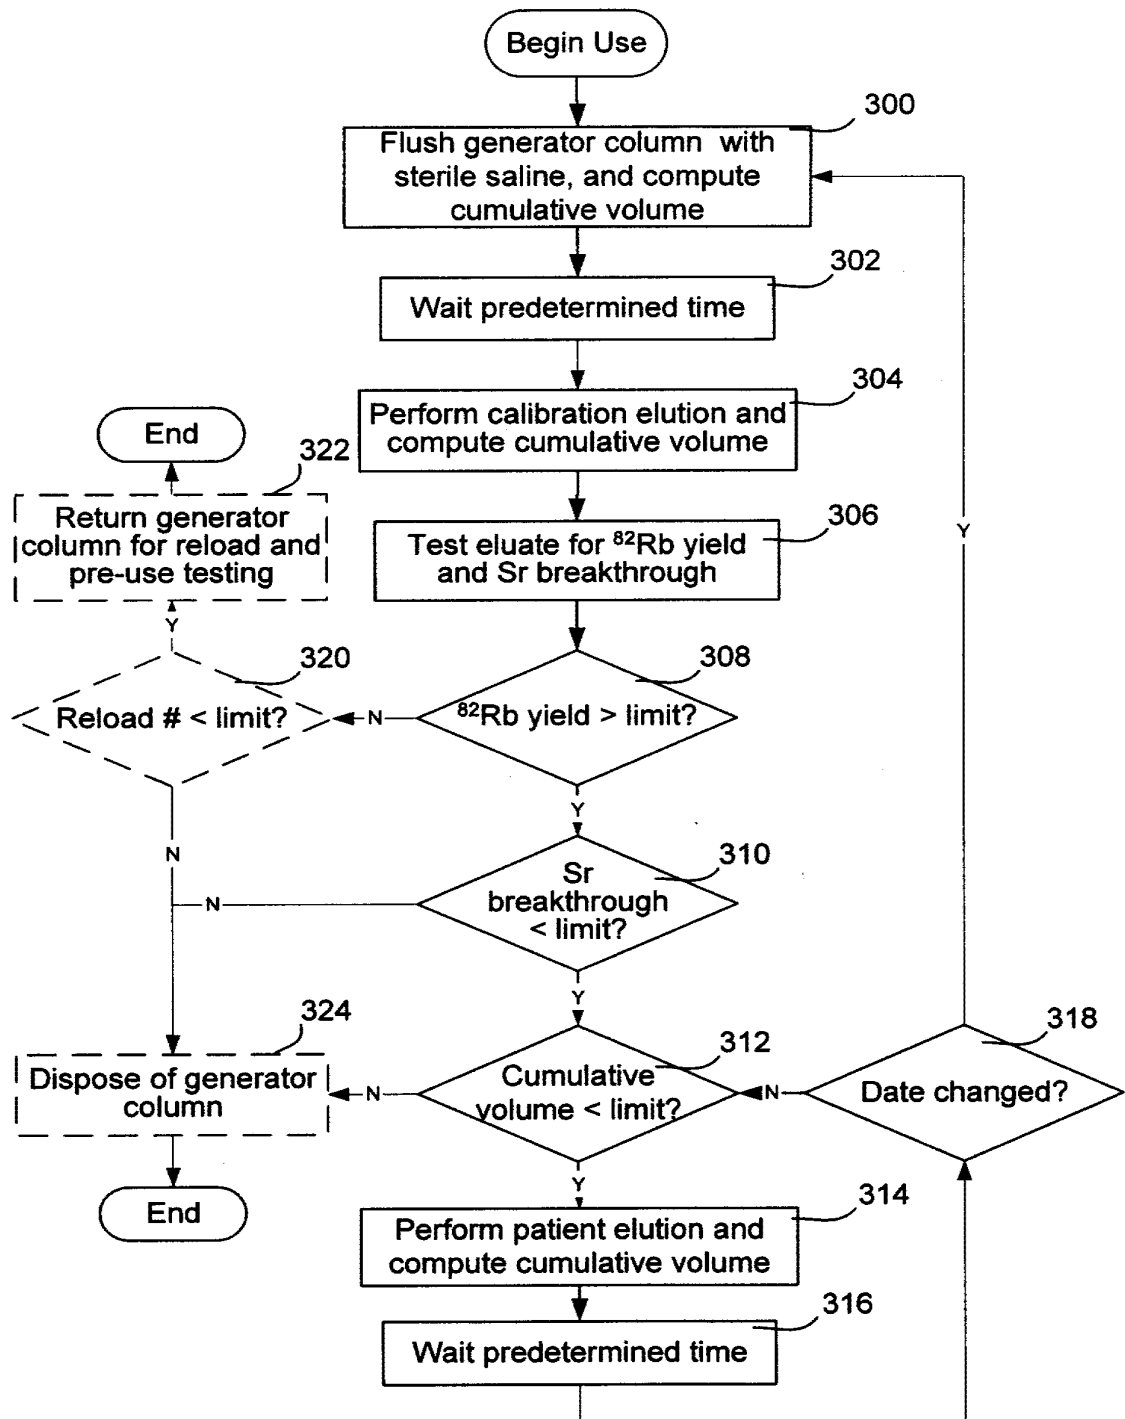 Begin Use
300
Flush generator column with
sterile saline, and compute
cumulative volume
302
Wait predetermined time
304
Perform calibration elution and
compute cumulative volume
End
322
Return generator
column for reload and
pre-use testing
306
Test eluate for ⁸²Rb yield
and Sr breakthrough
Y
Y
320
Reload # < limit?
N
308
⁸²Rb yield > limit?
Y
N
N
310
Sr
breakthrough
< limit?
Y
324
Dispose of generator
column
N
312
Cumulative
volume < limit?
N
318
Date changed?
End
Y
314
Perform patient elution and
compute cumulative volume
316
Wait predetermined time